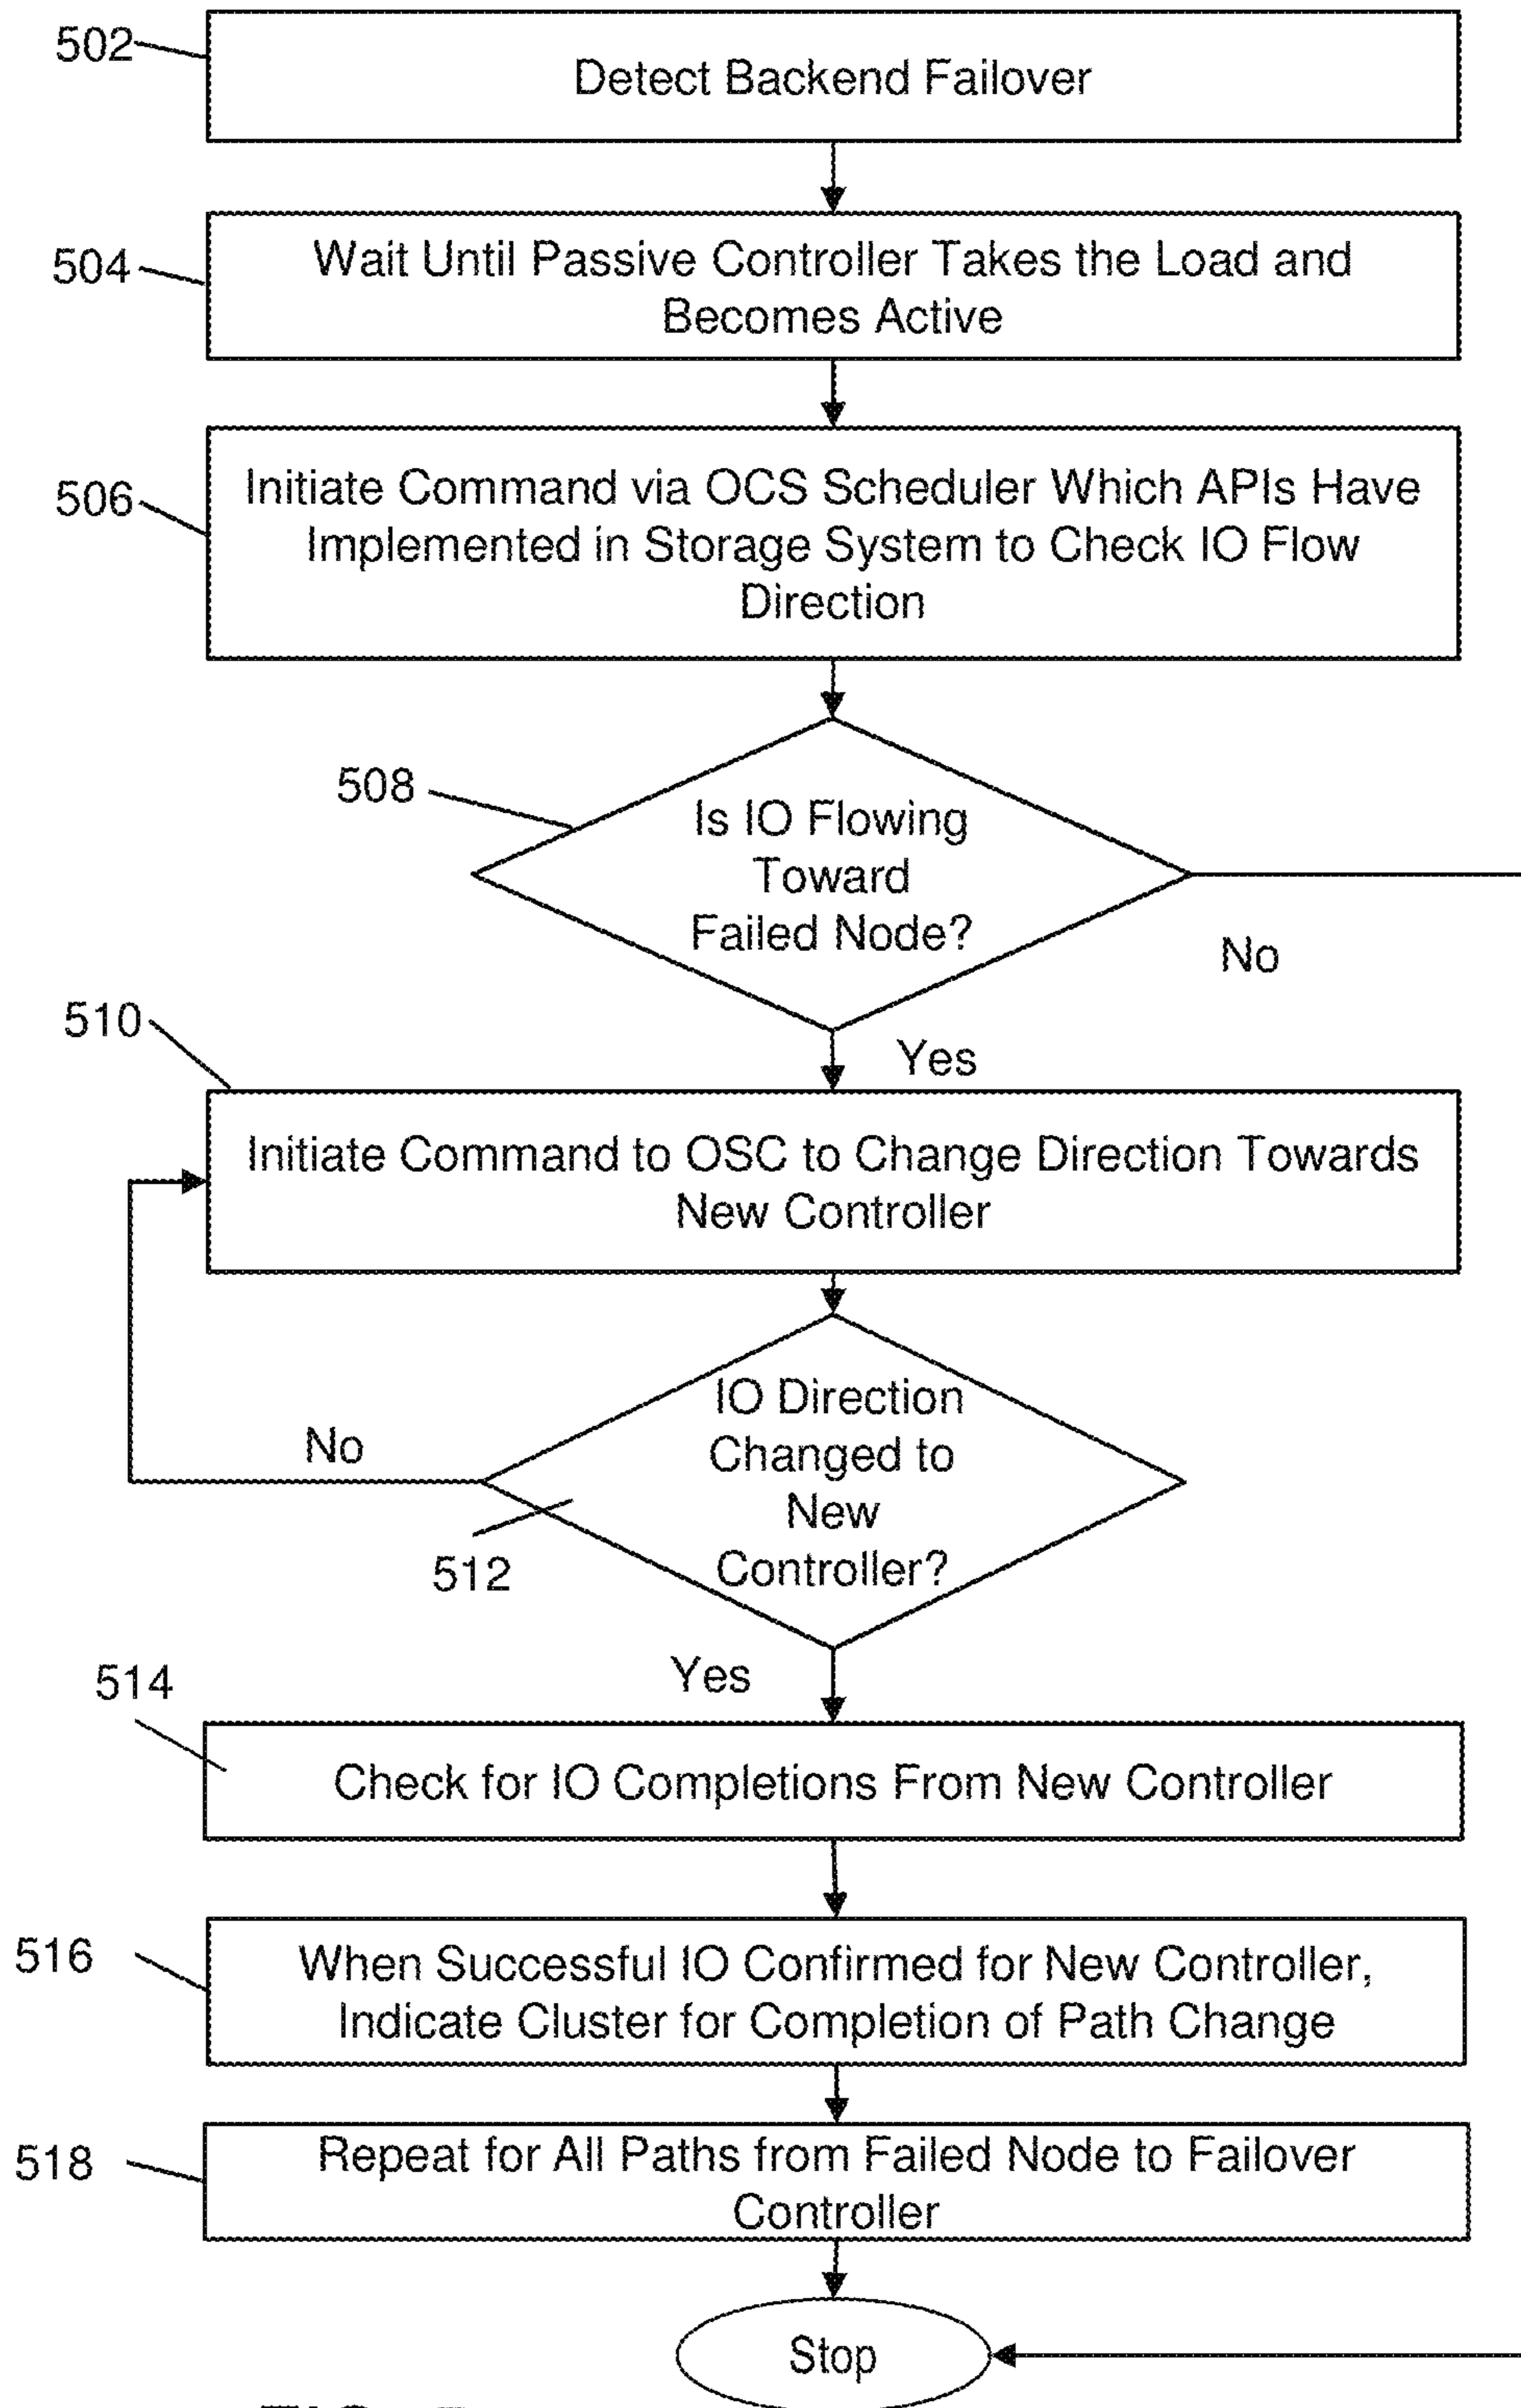 502
Detect Backend Failover
504
Wait Until Passive Controller Takes the Load and
Becomes Active
506
Initiate Command via OCS Scheduler Which APIs Have
Implemented in Storage System to Check IO Flow
Direction
508
Is IO Flowing
Toward
Failed Node?
No
Yes
510
Initiate Command to OSC to Change Direction Towards
New Controller
No
IO Direction
Changed to
New
Controller?
512
Yes
514
Check for IO Completions From New Controller
516
When Successful IO Confirmed for New Controller,
Indicate Cluster for Completion of Path Change
518
Repeat for All Paths from Failed Node to Failover
Controller
Stop